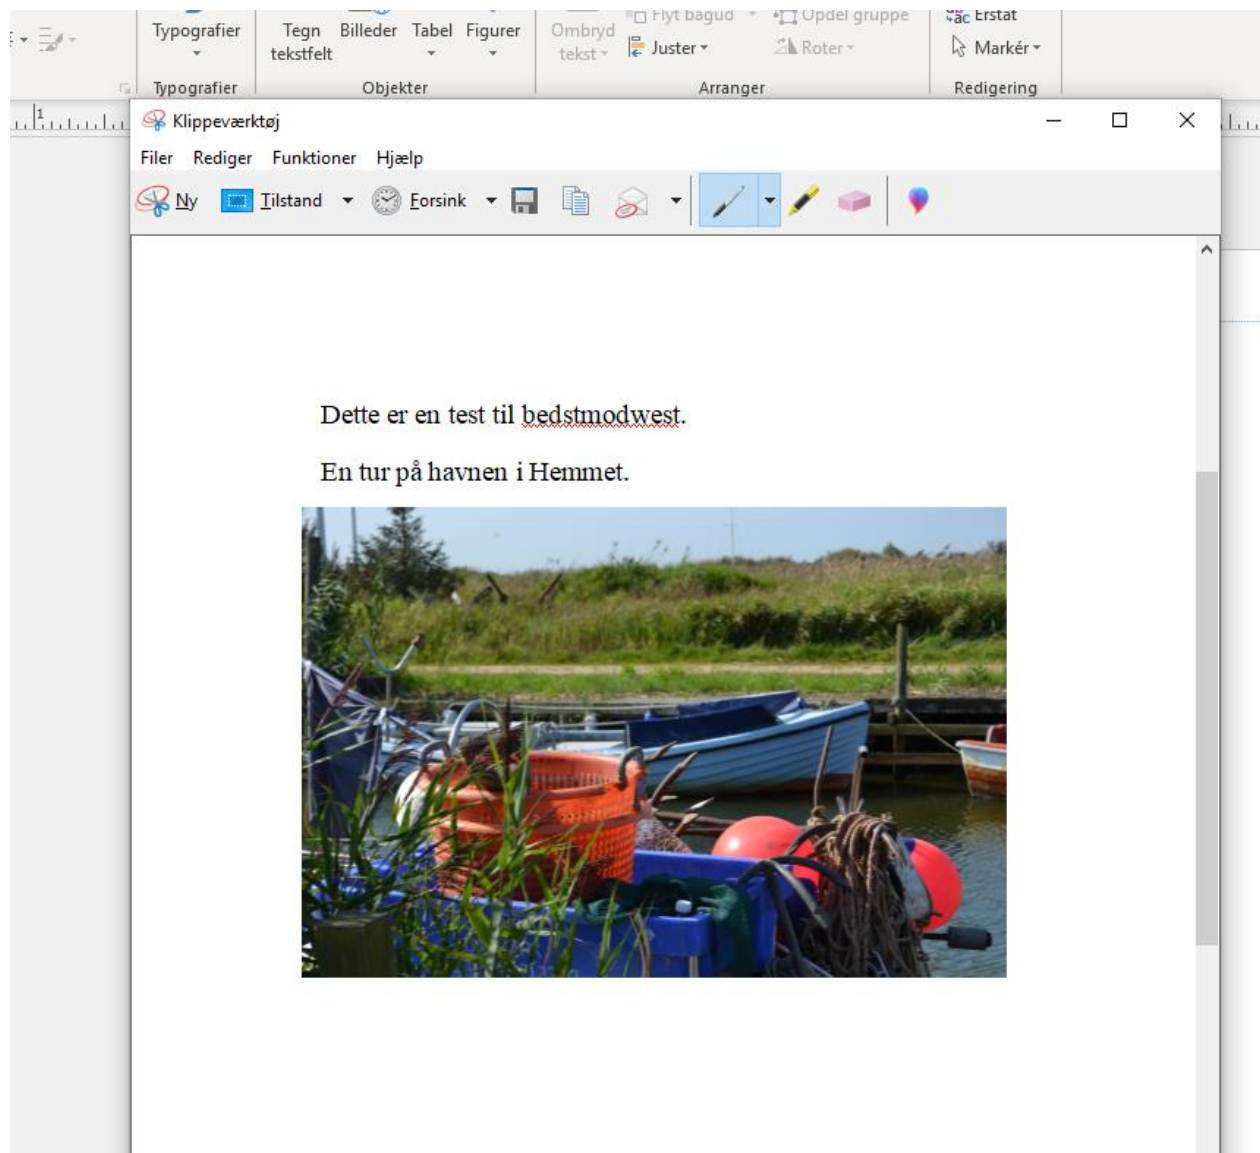 Typografier
Tegn tekstfelt
Billeder
Tabel
Figurer
Ombryd tekst
Flyt bagud
Juster
Opdel gruppe
Roter
Erstat
Markér
Typografier
Objekter
Arranger
Redigering
1
Klippeværktøj
Filer Rediger Funktioner Hjælp
Ny Tilstand Forsink
Dette er en test til bedstmodwest.
En tur på havnen i Hemmet.